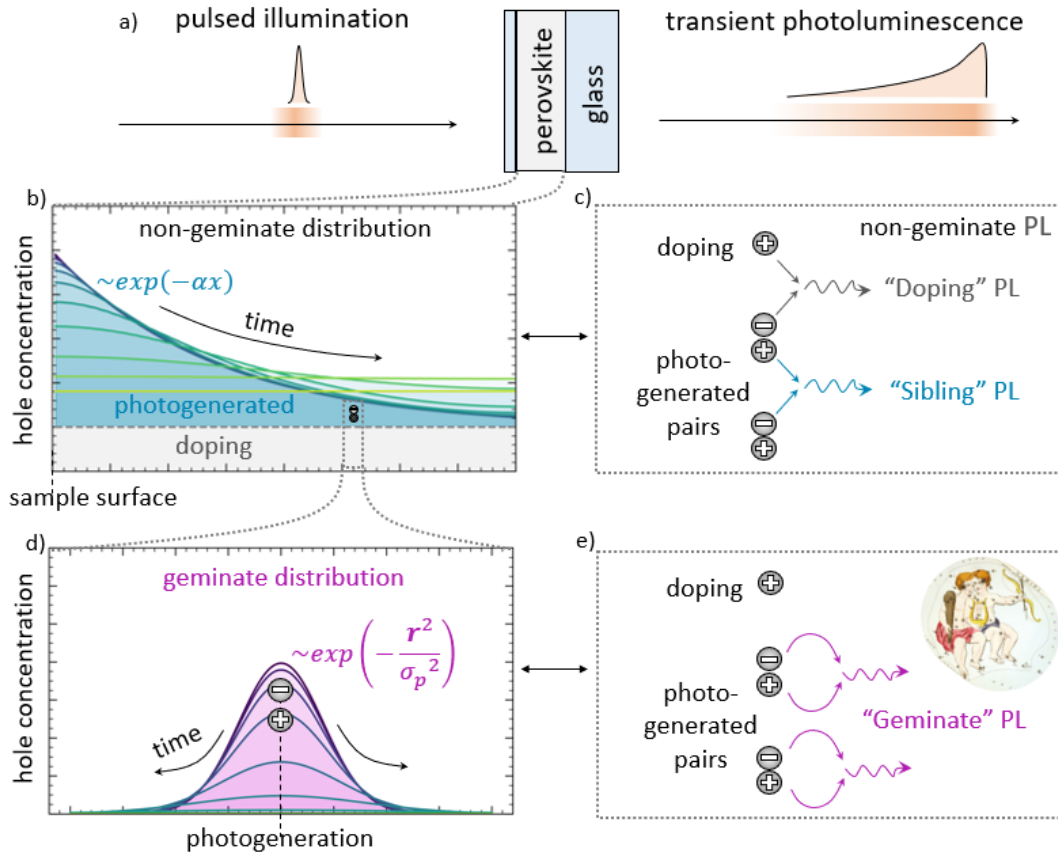 a) pulsed illumination
perovskite
glass
transient photoluminescence
b)
hole concentration
non-geminate distribution
~exp(−αx)
time
photogenerated
doping
sample surface
c)
non-geminate PL
doping
"Doping" PL
photo-
generated
pairs
"Sibling" PL
d)
hole concentration
geminate distribution
~exp(−r²/σₚ²)
time
photogeneration
e)
doping
photo-
generated
pairs
"Geminate" PL